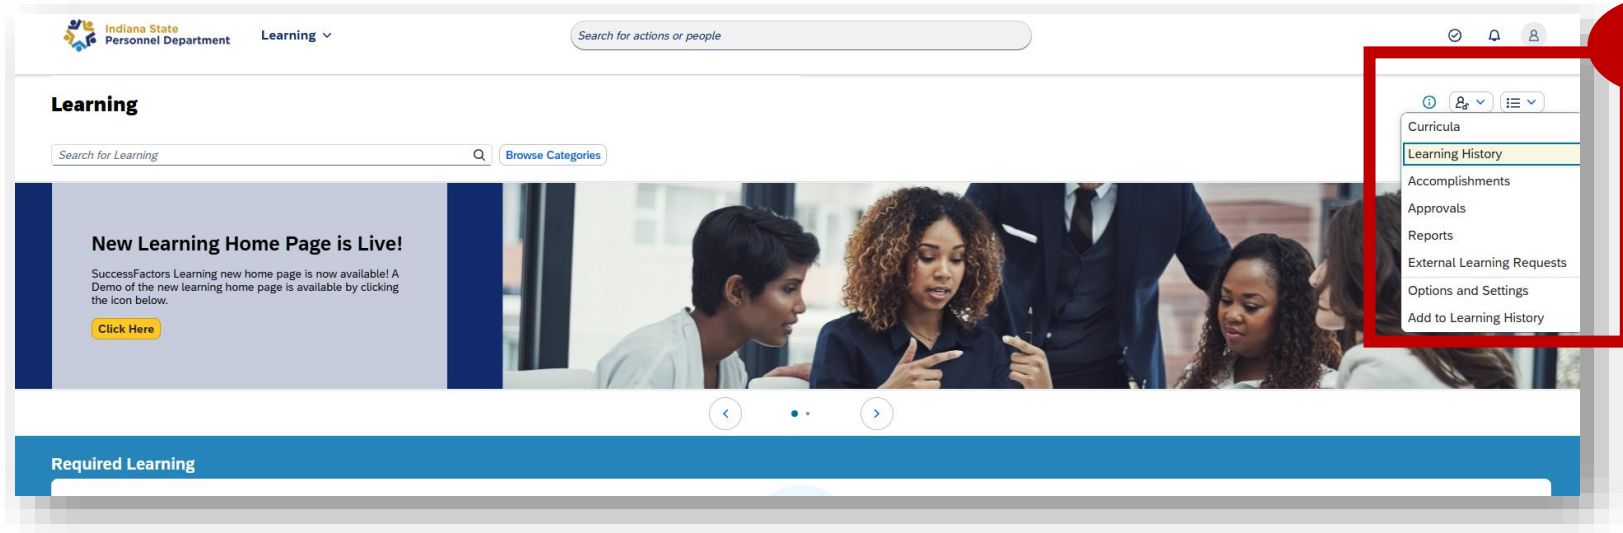 Indiana State
Personnel Department
Learning
Search for actions or people
Learning
Search for Learning
Browse Categories
Curricula
Learning History
Accomplishments
Approvals
Reports
External Learning Requests
Options and Settings
Add to Learning History
New Learning Home Page is Live!
SuccessFactors Learning new home page is now available! A
Demo of the new learning home page is available by clicking
the icon below.
Click Here
Required Learning